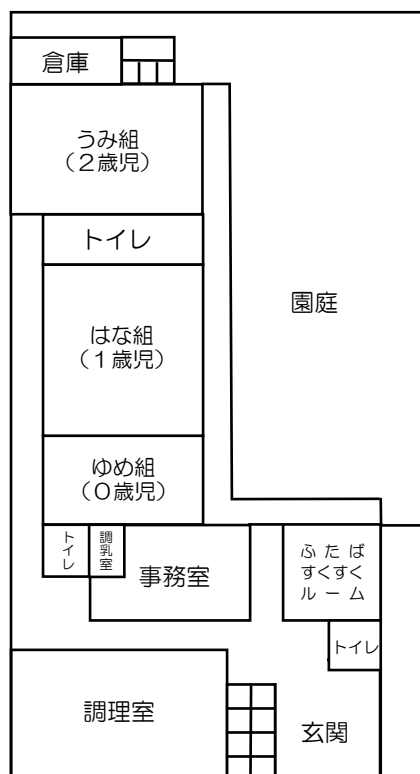 倉庫
うみ組
(2歳児)
トイレ
園庭
はな組
(1歳児)
ゆめ組
(0歳児)
トイレ
調乳室
事務室
ふたば
すくすく
ルーム
トイレ
調理室
玄関